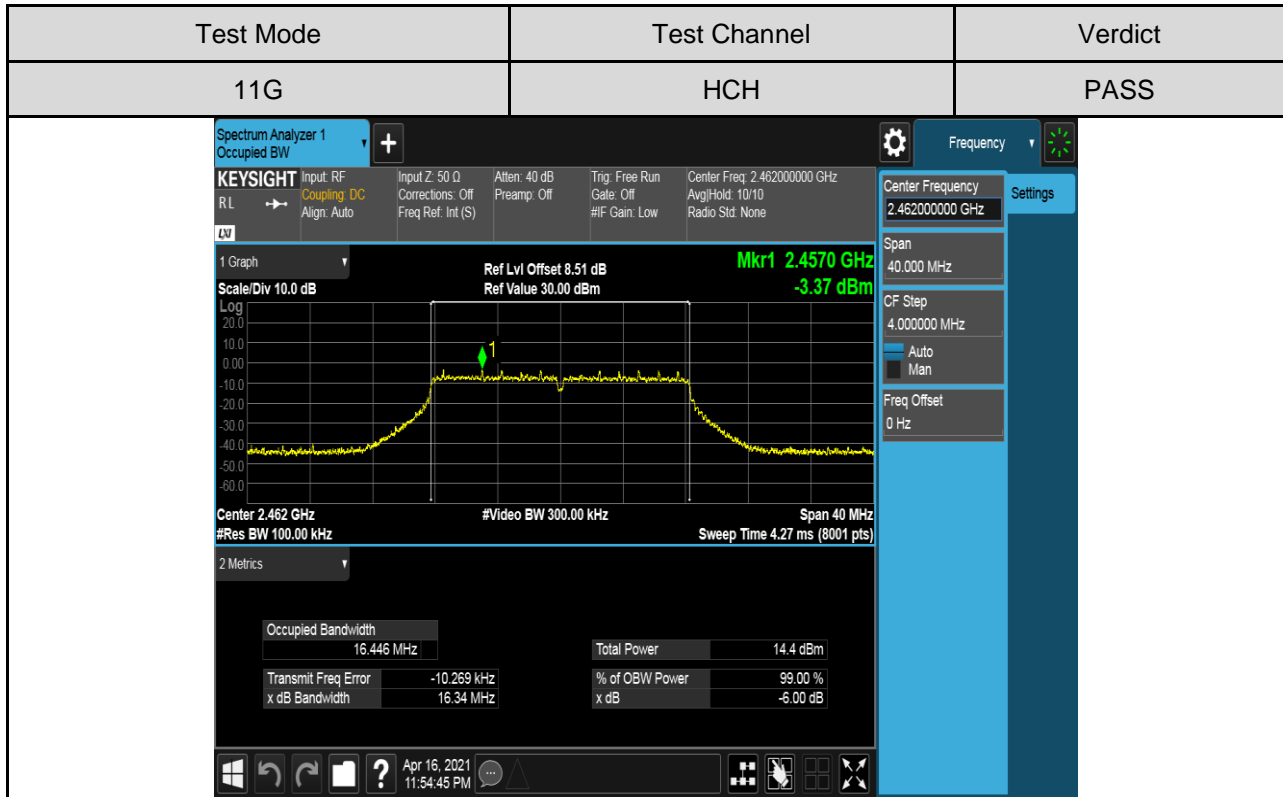 Test Mode Test Channel Verdict
11G HCH PASS
Spectrum Analyzer 1
Occupied BW
+
Frequency
KEYSIGHT Input: RF Input Z: 50 Ω Atten: 40 dB Trig: Free Run Center Freq: 2.462000000 GHz
RL Coupling: DC Corrections: Off Preamp: Off Gate: Off Avg|Hold: 10/10
Align: Auto Freq Ref: Int (S) #IF Gain: Low Radio Std: None
LXI
Center Frequency
2.462000000 GHz
Settings
Span
40.000 MHz
CF Step
4.000000 MHz
Auto
Man
Freq Offset
0 Hz
1 Graph Ref Lvl Offset 8.51 dB Mkr1 2.4570 GHz
Scale/Div 10.0 dB Ref Value 30.00 dBm -3.37 dBm
Log
20.0
10.0
1
0.00
-10.0
-20.0
-30.0
-40.0
-50.0
-60.0
Center 2.462 GHz #Video BW 300.00 kHz Span 40 MHz
#Res BW 100.00 kHz Sweep Time 4.27 ms (8001 pts)
2 Metrics
Occupied Bandwidth
16.446 MHz Total Power 14.4 dBm
Transmit Freq Error -10.269 kHz % of OBW Power 99.00 %
x dB Bandwidth 16.34 MHz x dB -6.00 dB
? Apr 16, 2021
11:54:45 PM